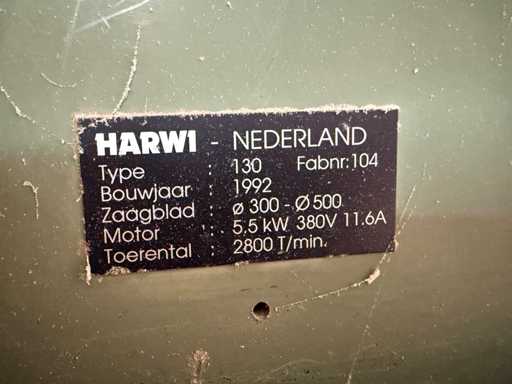 HARWI - NEDERLAND
Type : 130 Fabnr: 104
Bouwjaar : 1992
Zaagblad : ø 300 - Ø 500
Motor : 5.5 kW 380V 11.6A
Toerental : 2800 T/min.